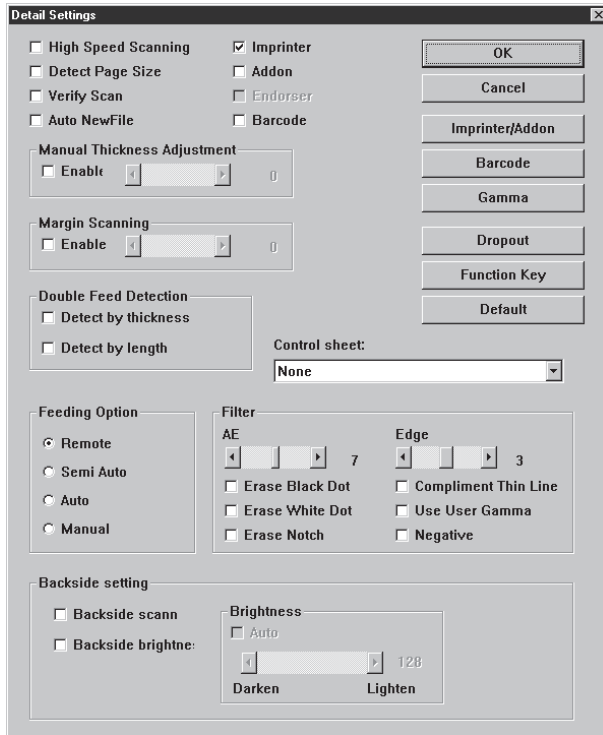 Detail Settings
High Speed Scanning
Detect Page Size
Verify Scan
Auto NewFile
Imprinter
Addon
Endorser
Barcode
OK
Cancel
Imprinter/Addon
Barcode
Gamma
Dropout
Function Key
Default
Manual Thickness Adjustment
Enable 0
Margin Scanning
Enable 0
Double Feed Detection
Detect by thickness
Detect by length
Control sheet:
None
Feeding Option
Remote
Semi Auto
Auto
Manual
Filter
AE
7
Erase Black Dot
Erase White Dot
Erase Notch
Edge
3
Compliment Thin Line
Use User Gamma
Negative
Backside setting
Backside scann
Backside brightne
Brightness
Auto
128
Darken Lighten